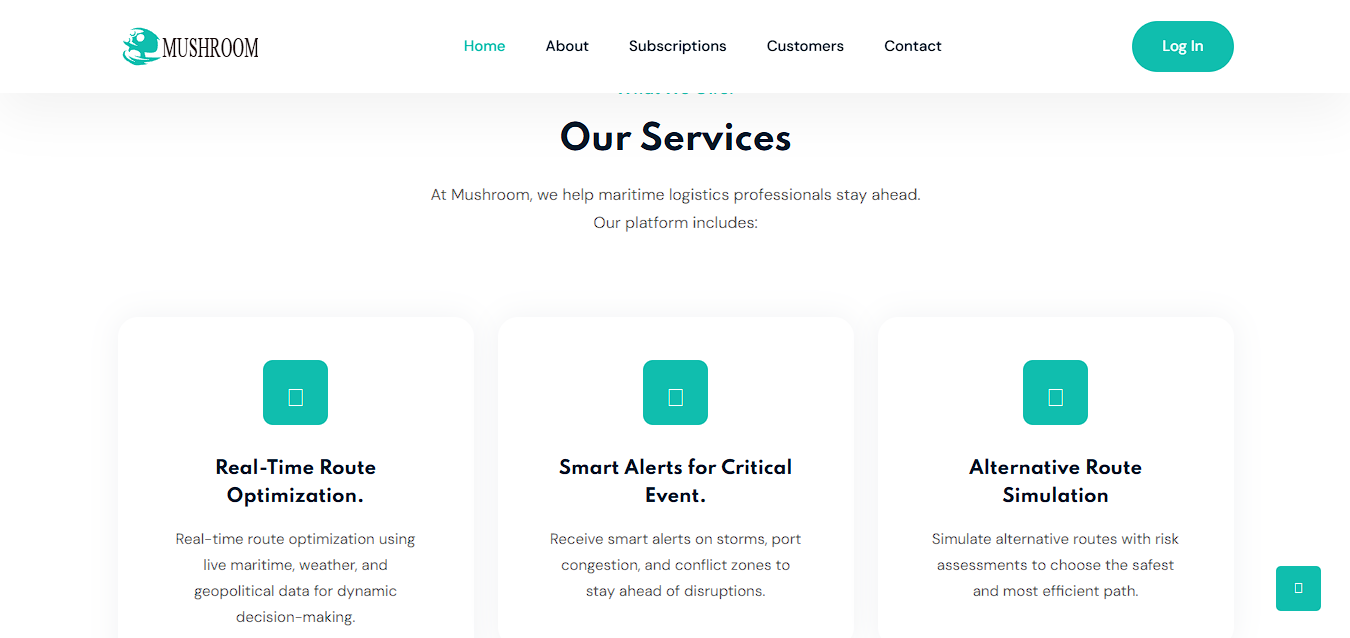 MUSHROOM
Home About Subscriptions Customers Contact
Log In
Our Services
At Mushroom, we help maritime logistics professionals stay ahead.
Our platform includes:
Real-Time Route
Optimization.
Real-time route optimization using
live maritime, weather, and
geopolitical data for dynamic
decision-making.
Smart Alerts for Critical
Event.
Receive smart alerts on storms, port
congestion, and conflict zones to
stay ahead of disruptions.
Alternative Route
Simulation
Simulate alternative routes with risk
assessments to choose the safest
and most efficient path.